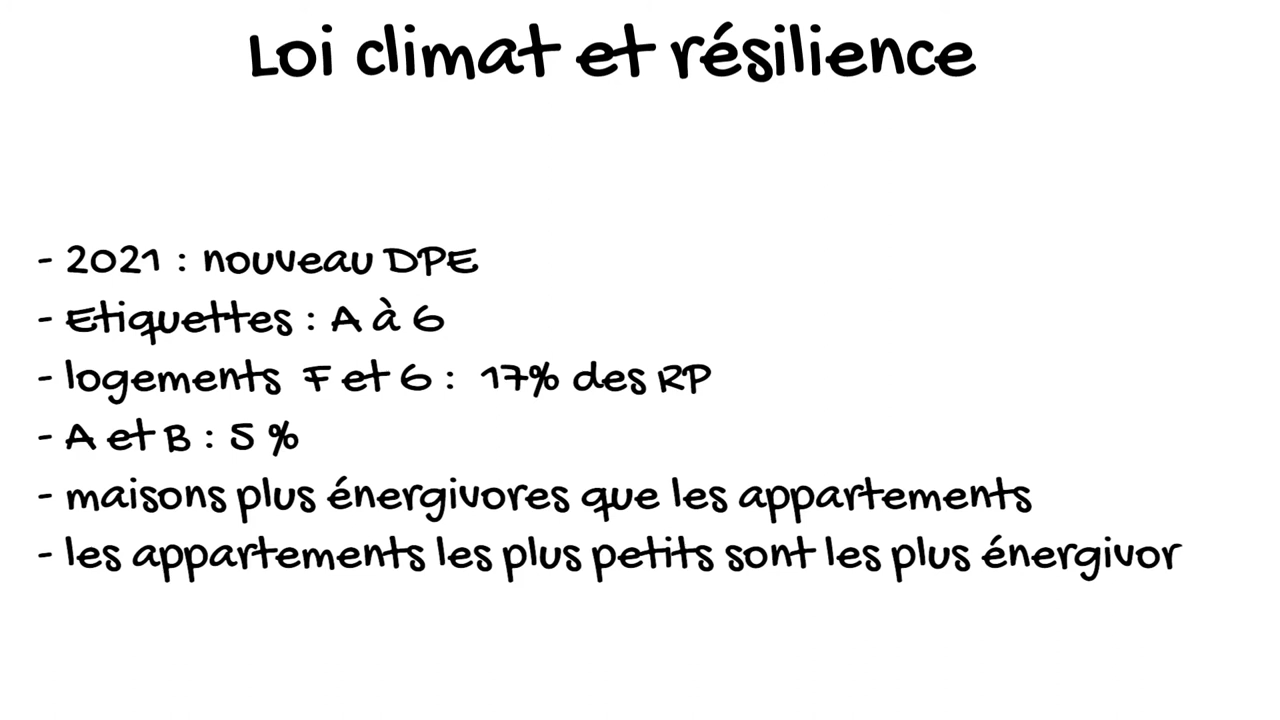 Loi climat et résilience
- 2021 : nouveau DPE
- Etiquettes : A à G
- logements F et G : 17% des RP
- A et B : 5 %
- maisons plus énergivores que les appartements
- les appartements les plus petits sont les plus énergivor